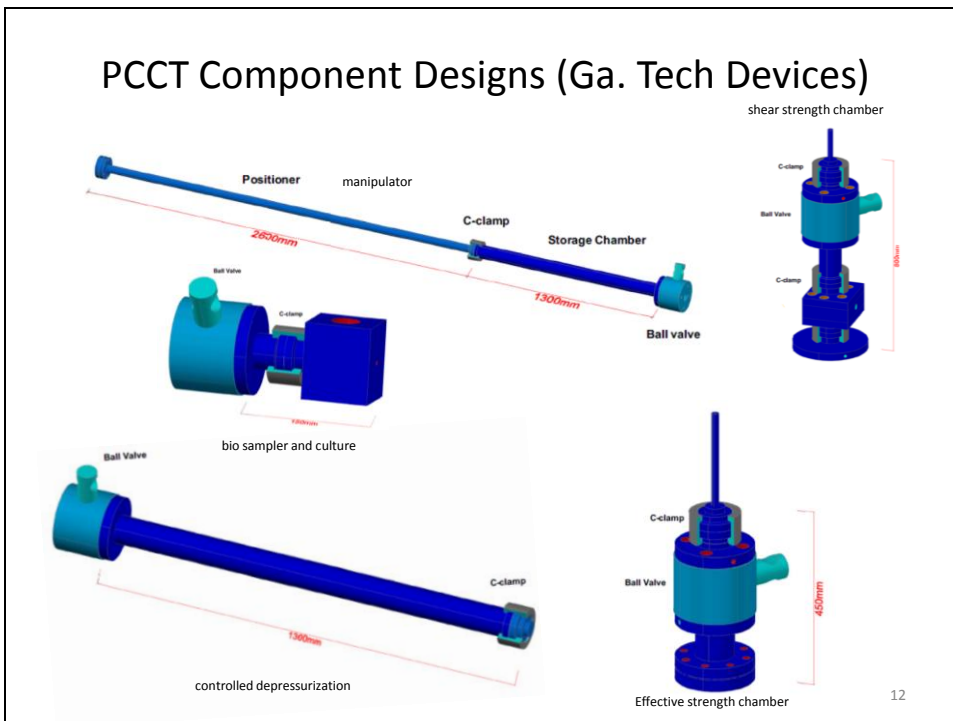 PCCT Component Designs (Ga. Tech Devices)
shear strength chamber
Positioner
manipulator
C-clamp
2600mm
Storage Chamber
1300mm
Ball valve
C-clamp
Ball Valve
C-clamp
Ball Valve
C-clamp
bio sampler and culture
Ball Valve
C-clamp
1360mm
controlled depressurization
C-clamp
Ball Valve
450mm
Effective strength chamber
12